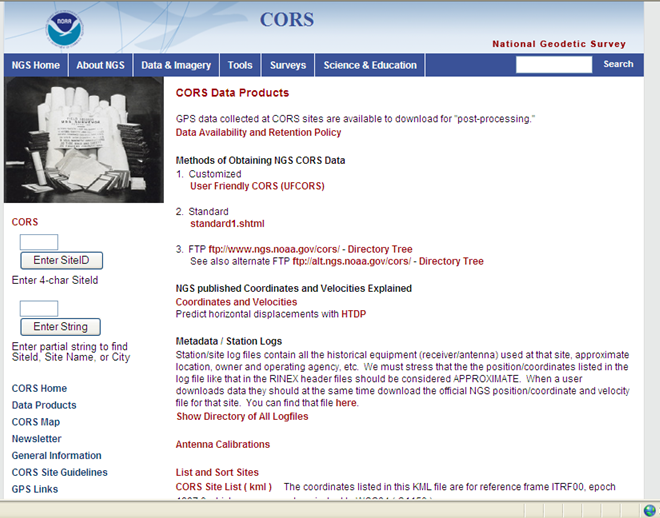 NOAA
CORS
National Geodetic Survey
NGS Home
About NGS
Data & Imagery
Tools
Surveys
Science & Education
Search
CORS Data Products
GPS data collected at CORS sites are available to download for "post-processing."
Data Availability and Retention Policy
Methods of Obtaining NGS CORS Data
1. Customized
User Friendly CORS (UFCORS)
2. Standard
standard1.shtml
3. FTP ftp://www.ngs.noaa.gov/cors/ - Directory Tree
See also alternate FTP ftp://alt.ngs.noaa.gov/cors/ - Directory Tree
NGS published Coordinates and Velocities Explained
Coordinates and Velocities
Predict horizontal displacements with HTDP
Metadata / Station Logs
Station/site log files contain all the historical equipment (receiver/antenna) used at that site, approximate
location, owner and operating agency, etc. We must stress that the the position/coordinates listed in the
log file like that in the RINEX header files should be considered APPROXIMATE. When a user
downloads data they should at the same time download the official NGS position/coordinate and velocity
file for that site. You can find that file here.
Show Directory of All Logfiles
Antenna Calibrations
List and Sort Sites
CORS Site List ( kml ) The coordinates listed in this KML file are for reference frame ITRF00, epoch
CORS
Enter SiteID
Enter 4-char SiteId
Enter String
Enter partial string to find
SiteId, Site Name, or City
CORS Home
Data Products
CORS Map
Newsletter
General Information
CORS Site Guidelines
GPS Links